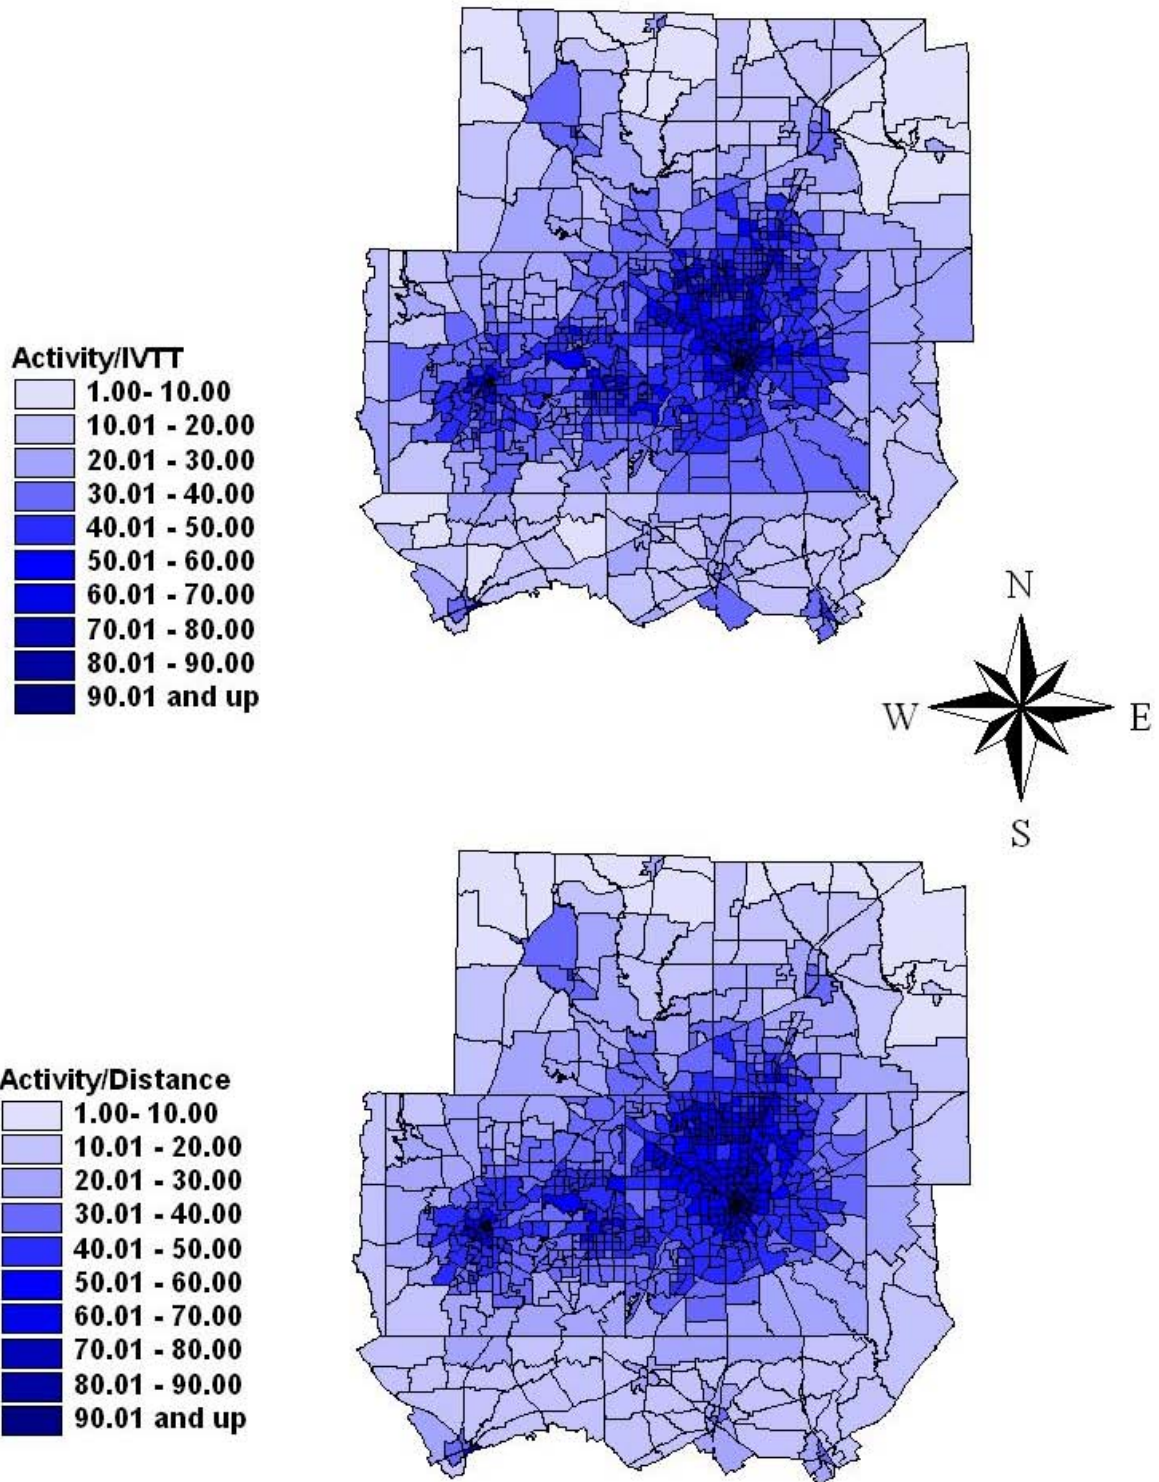 Activity/IVTT
1.00- 10.00
10.01 - 20.00
20.01 - 30.00
30.01 - 40.00
40.01 - 50.00
50.01 - 60.00
60.01 - 70.00
70.01 - 80.00
80.01 - 90.00
90.01 and up
N
W E
S
Activity/Distance
1.00- 10.00
10.01 - 20.00
20.01 - 30.00
30.01 - 40.00
40.01 - 50.00
50.01 - 60.00
60.01 - 70.00
70.01 - 80.00
80.01 - 90.00
90.01 and up